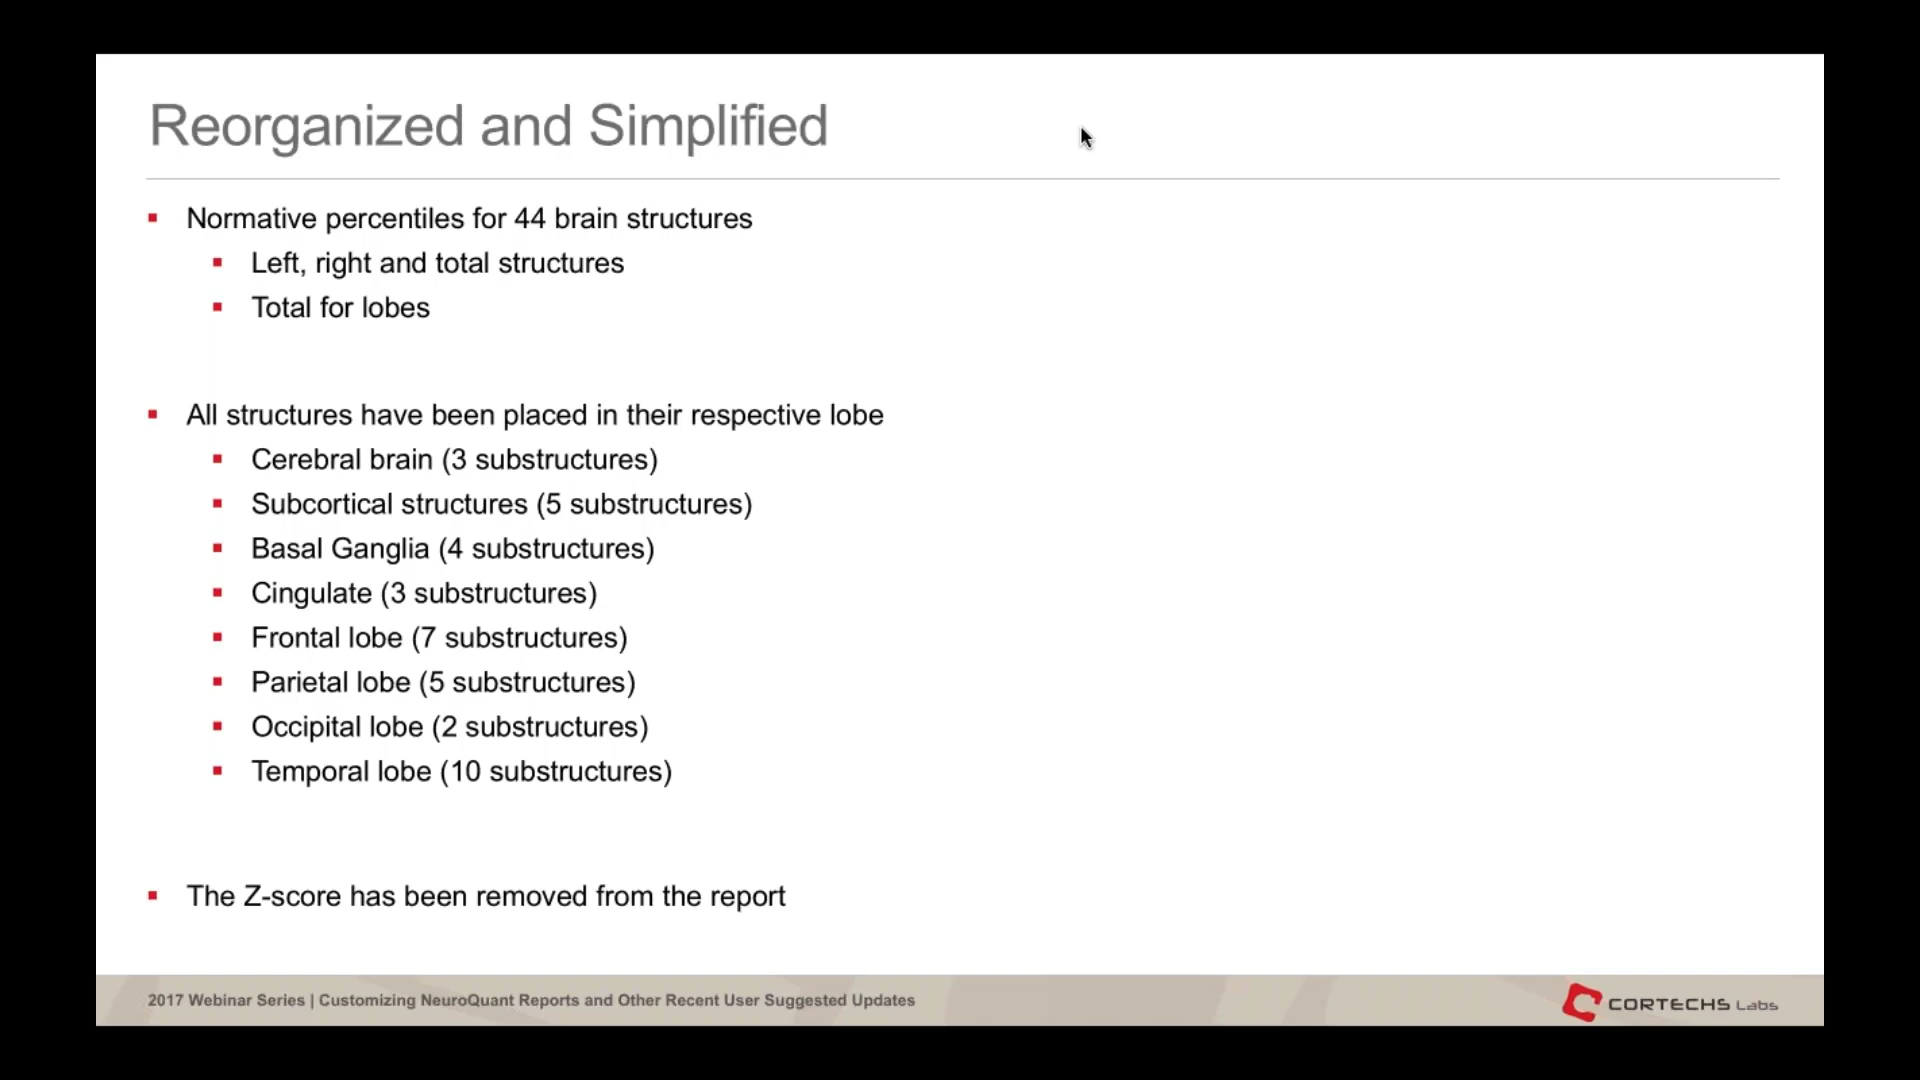 Reorganized and Simplified
Normative percentiles for 44 brain structures
Left, right and total structures
Total for lobes
All structures have been placed in their respective lobe
Cerebral brain (3 substructures)
Subcortical structures (5 substructures)
Basal Ganglia (4 substructures)
Cingulate (3 substructures)
Frontal lobe (7 substructures)
Parietal lobe (5 substructures)
Occipital lobe (2 substructures)
Temporal lobe (10 substructures)
The Z-score has been removed from the report
2017 Webinar Series | Customizing NeuroQuant Reports and Other Recent User Suggested Updates
CORTECHS Labs